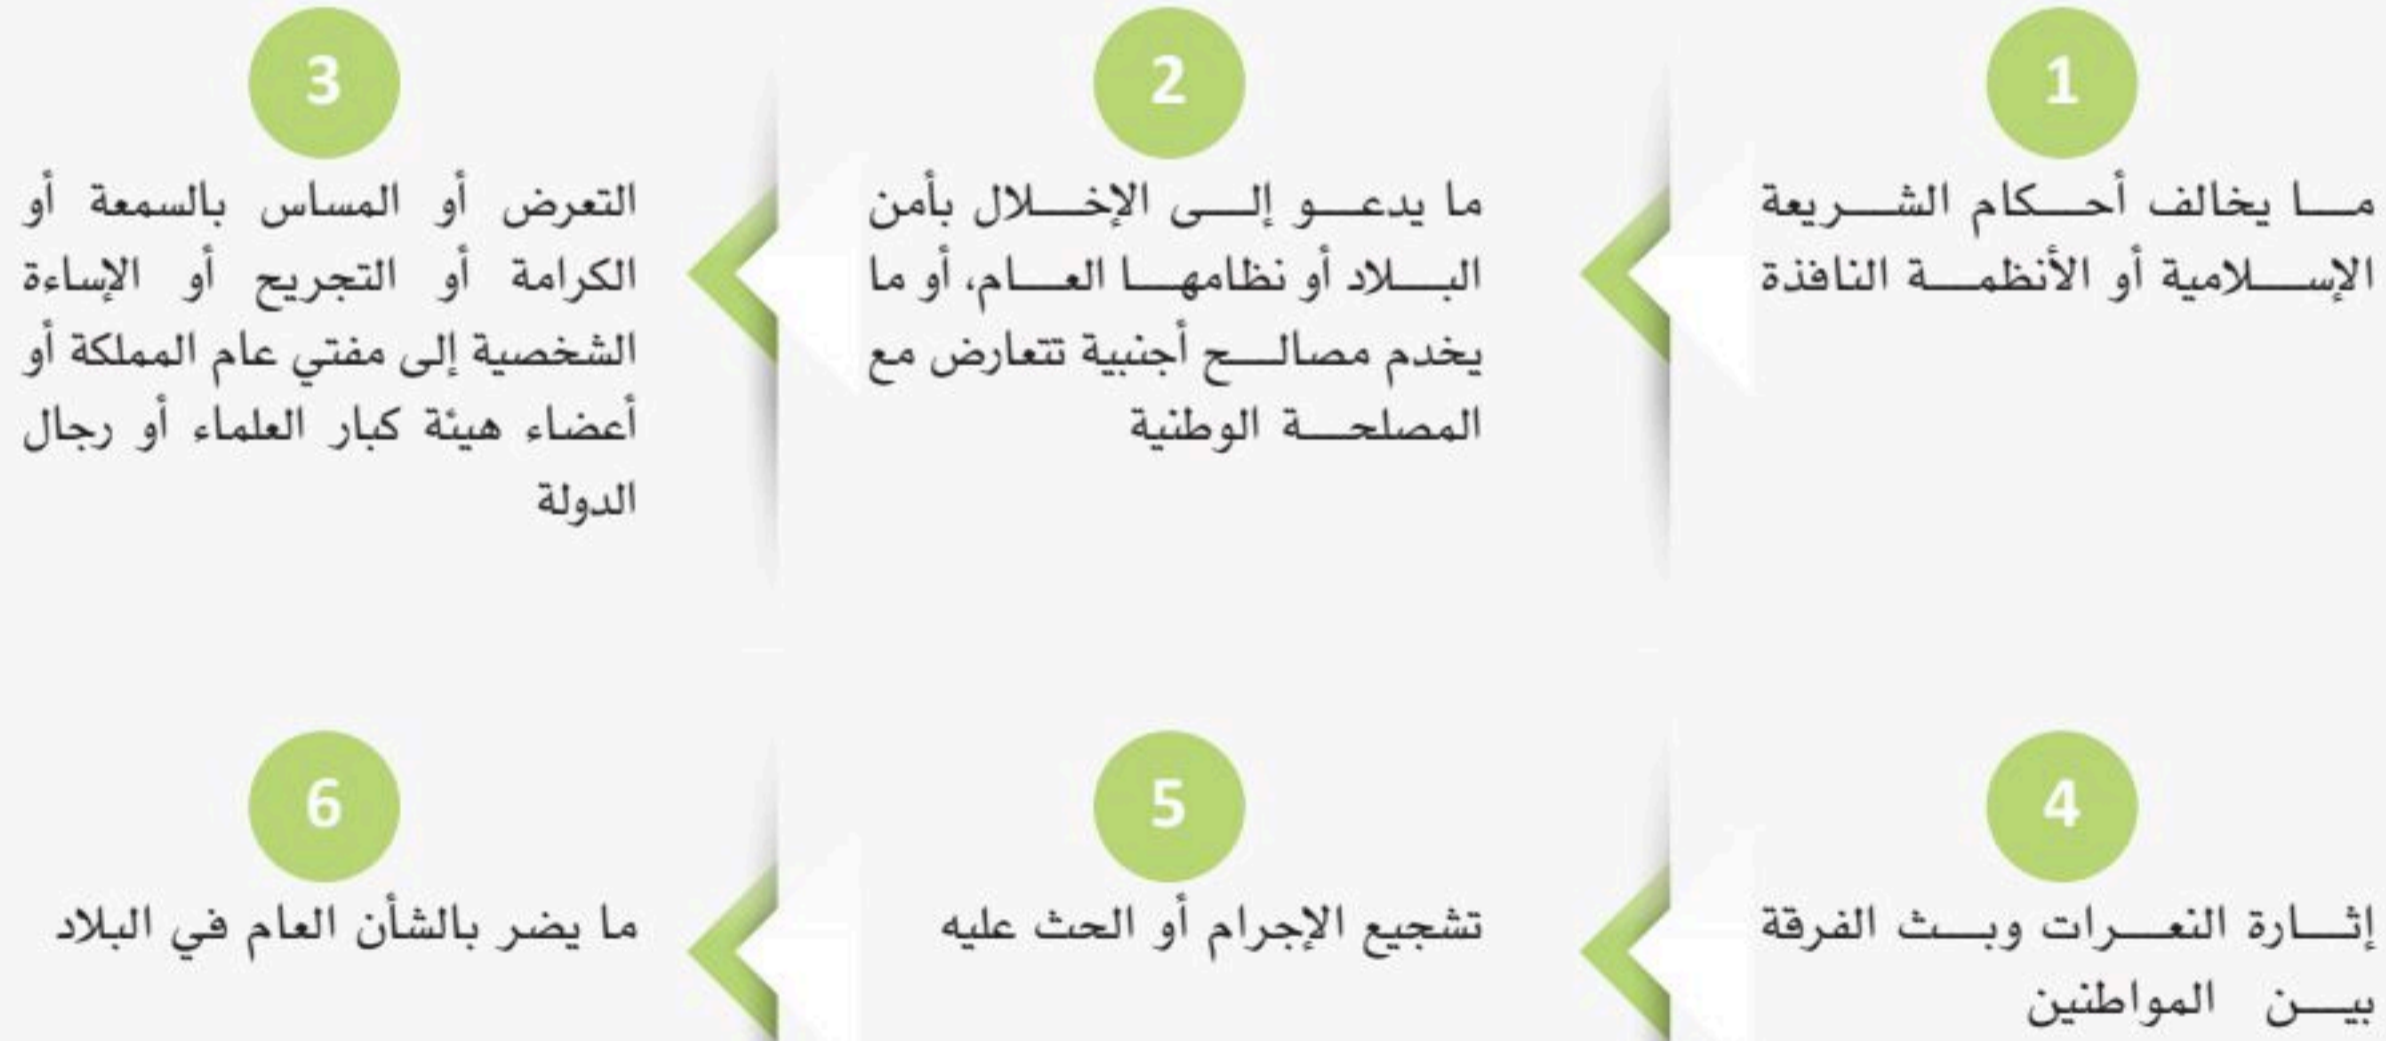 1
ما يخالف أحكام الشريعة
الإسلامية أو الأنظمة النافذة
2
ما يدعو إلى الإخلال بأمن
البلاد أو نظامها العام، أو ما
يخدم مصالح أجنبية تتعارض مع
المصلحة الوطنية
3
التعرض أو المساس بالسمعة أو
الكرامة أو التجريح أو الإساءة
الشخصية إلى مفتي عام المملكة أو
أعضاء هيئة كبار العلماء أو رجال
الدولة
4
إثارة النعرات وبث الفرقة
بين المواطنين
5
تشجيع الإجرام أو الحث عليه
6
ما يضر بالشأن العام في البلاد